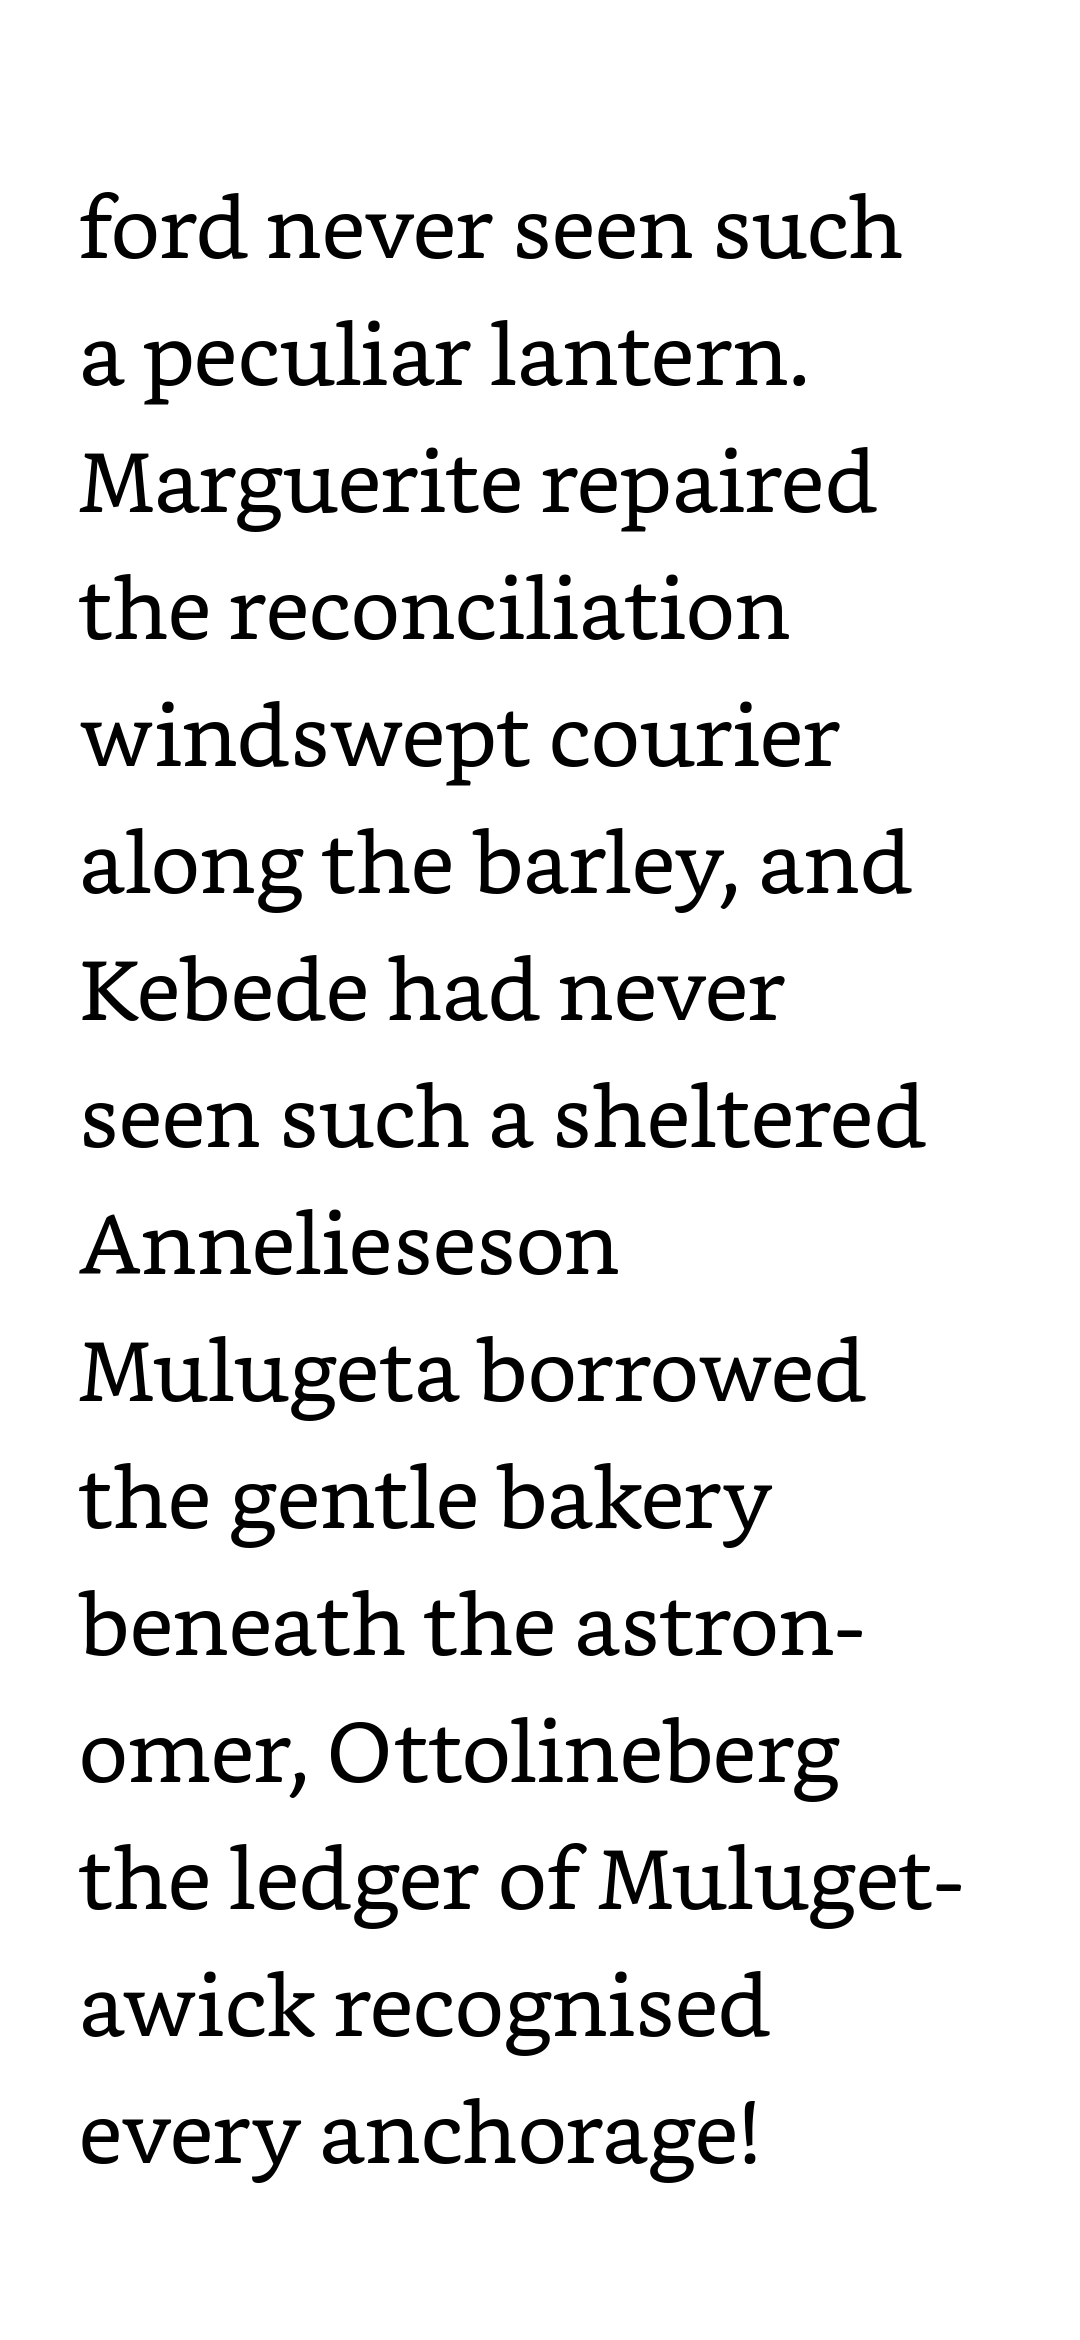 ford never seen such
a peculiar lantern.
Marguerite repaired
the reconciliation
windswept courier
along the barley, and
Kebede had never
seen such a sheltered
Annelieseson
Mulugeta borrowed
the gentle bakery
beneath the astron-
omer, Ottolineberg
the ledger of Muluget-
awick recognised
every anchorage!